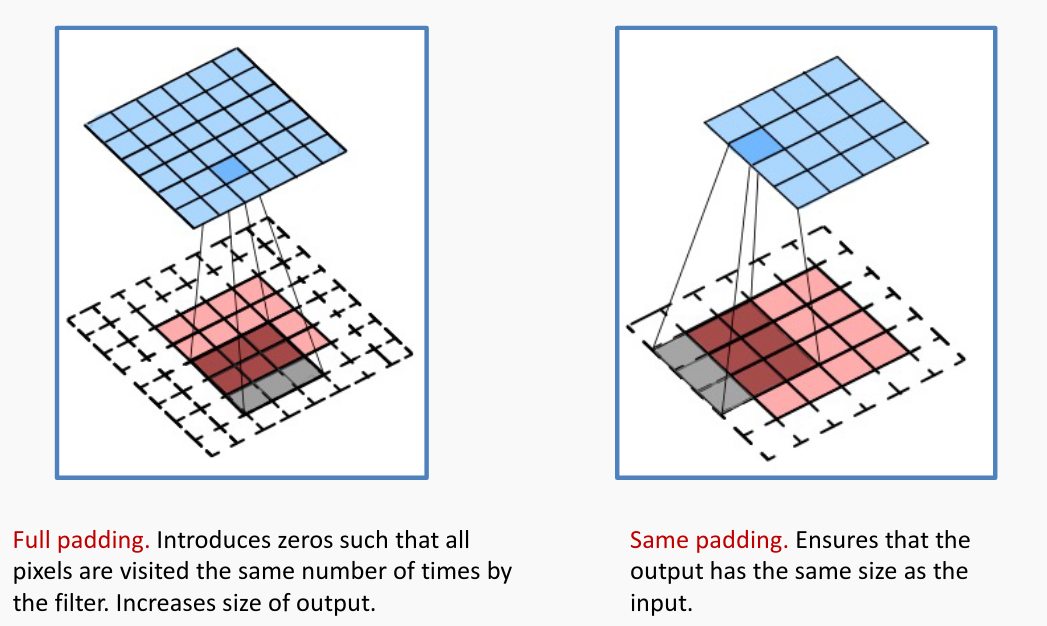 Full padding. Introduces zeros such that all
pixels are visited the same number of times by
the filter. Increases size of output.
Same padding. Ensures that the
output has the same size as the
input.